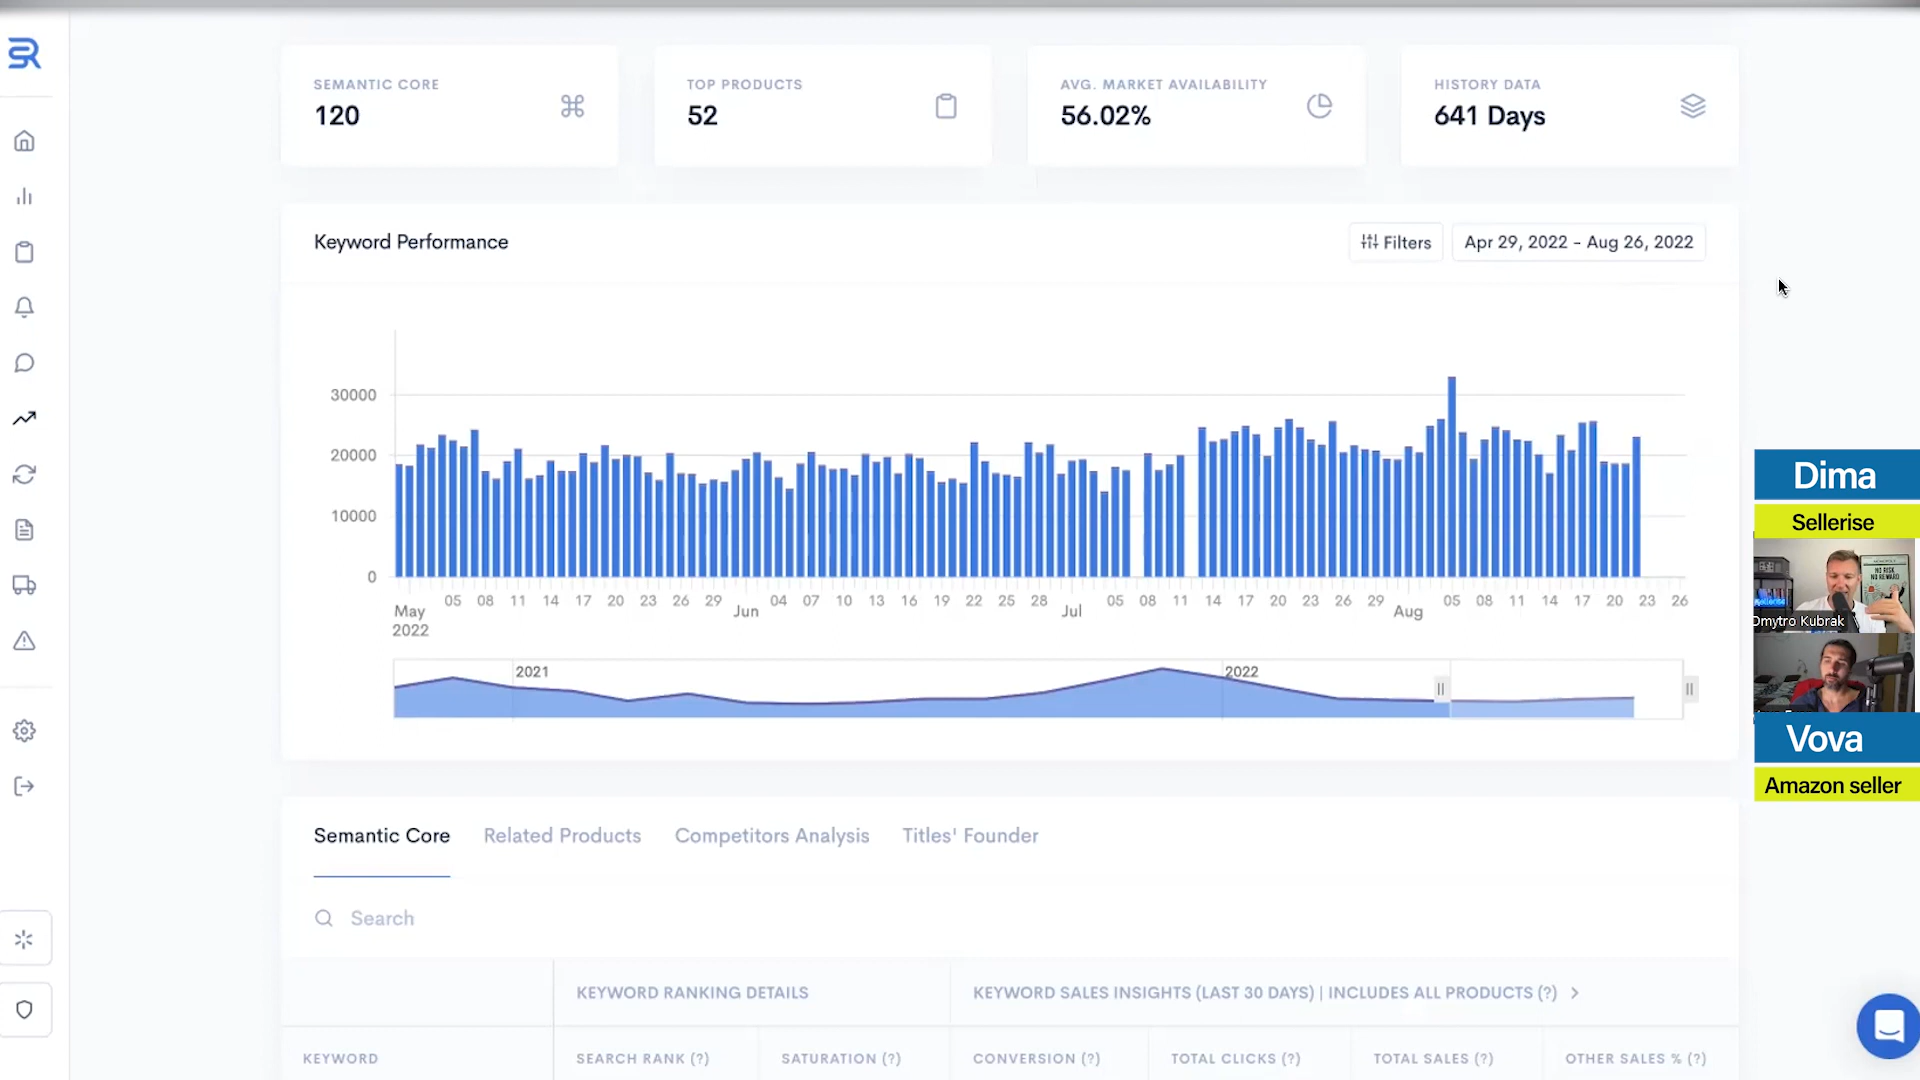 SR
SEMANTIC CORE
120
TOP PRODUCTS
52
AVG. MARKET AVAILABILITY
56.02%
HISTORY DATA
641 Days
Keyword Performance
Filters
Apr 29, 2022 - Aug 26, 2022
30000
20000
10000
0
May 05 08 11 14 17 20 23 26 29 Jun 04 07 10 13 16 19 22 25 28 Jul 05 08 11 14 17 20 23 26 29 Aug 05 08 11 14 17 20 23 26
2022
2021
2022
Dima
Sellerise
NO RISK
NO REWARD
Dmytro Kubrak
Vova
Amazon seller
Semantic Core Related Products Competitors Analysis Titles' Founder
Search
KEYWORD RANKING DETAILS
KEYWORD SALES INSIGHTS (LAST 30 DAYS) | INCLUDES ALL PRODUCTS (?)
KEYWORD SEARCH RANK (?) SATURATION (?) CONVERSION (?) TOTAL CLICKS (?) TOTAL SALES (?) OTHER SALES % (?)